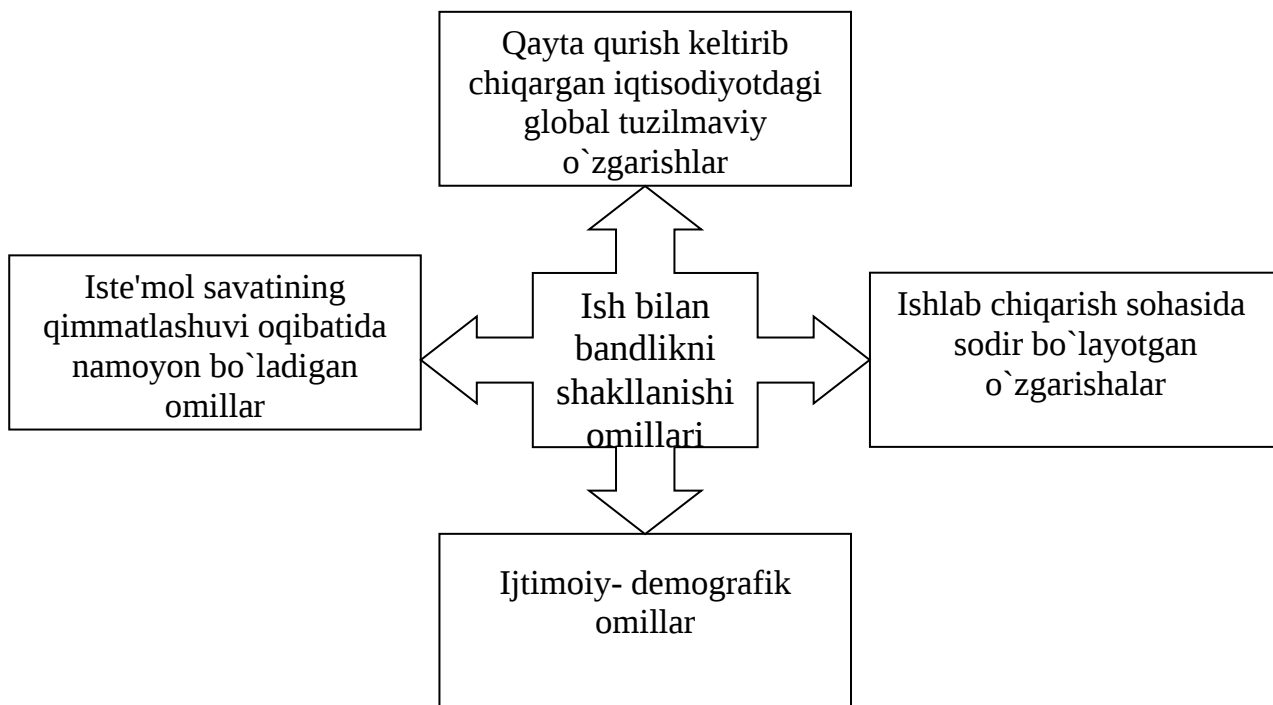 Qayta qurish keltirib
chiqargan iqtisodiyotdagi
global tuzilmaviy
o`zgarishlar
Iste'mol savatining
qimmatlashuvi oqibatida
namoyon bo`ladigan
omillar
Ish bilan
bandlikni
shakllanishi
omillari
Ishlab chiqarish sohasida
sodir bo`layotgan
o`zgarishalar
Ijtimoiy- demografik
omillar